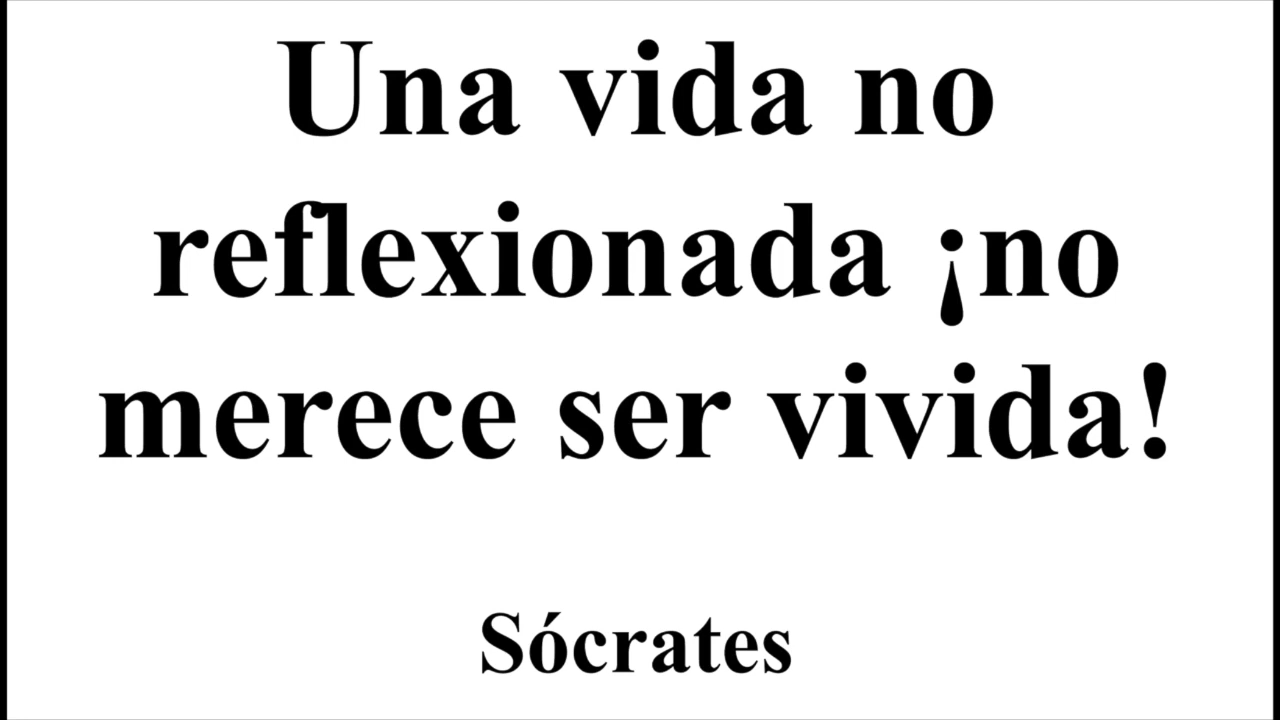 Una vida no
reflexionada ¡no
merece ser vivida!
Sócrates